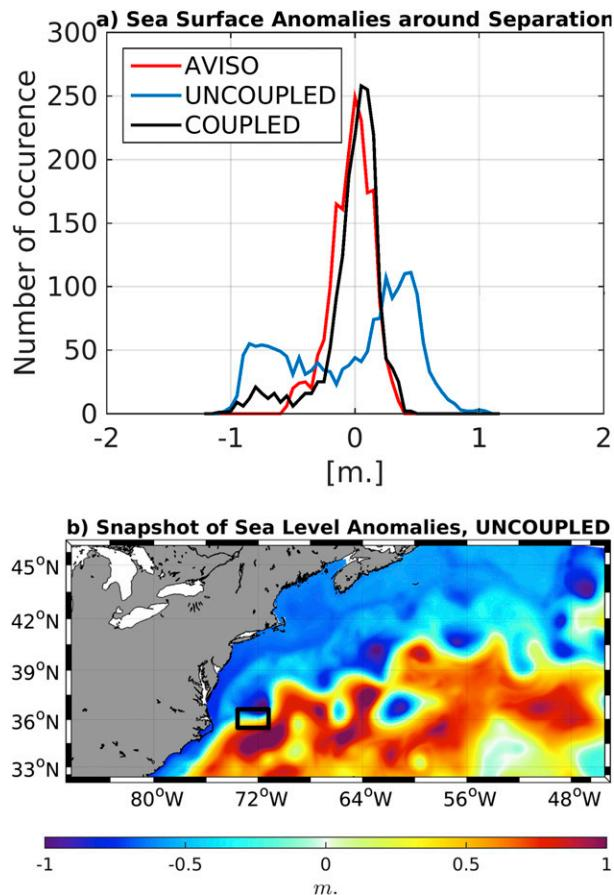 a) Sea Surface Anomalies around Separation
300
250
200
150
100
50
0
Number of occurence
AVISO
UNCOUPLED
COUPLED
-2 -1 0 1 2
[m.]
b) Snapshot of Sea Level Anomalies, UNCOUPLED
45°N
42°N
39°N
36°N
33°N
80°W 72°W 64°W 56°W 48°W
-1 -0.5 0 0.5 1
m.